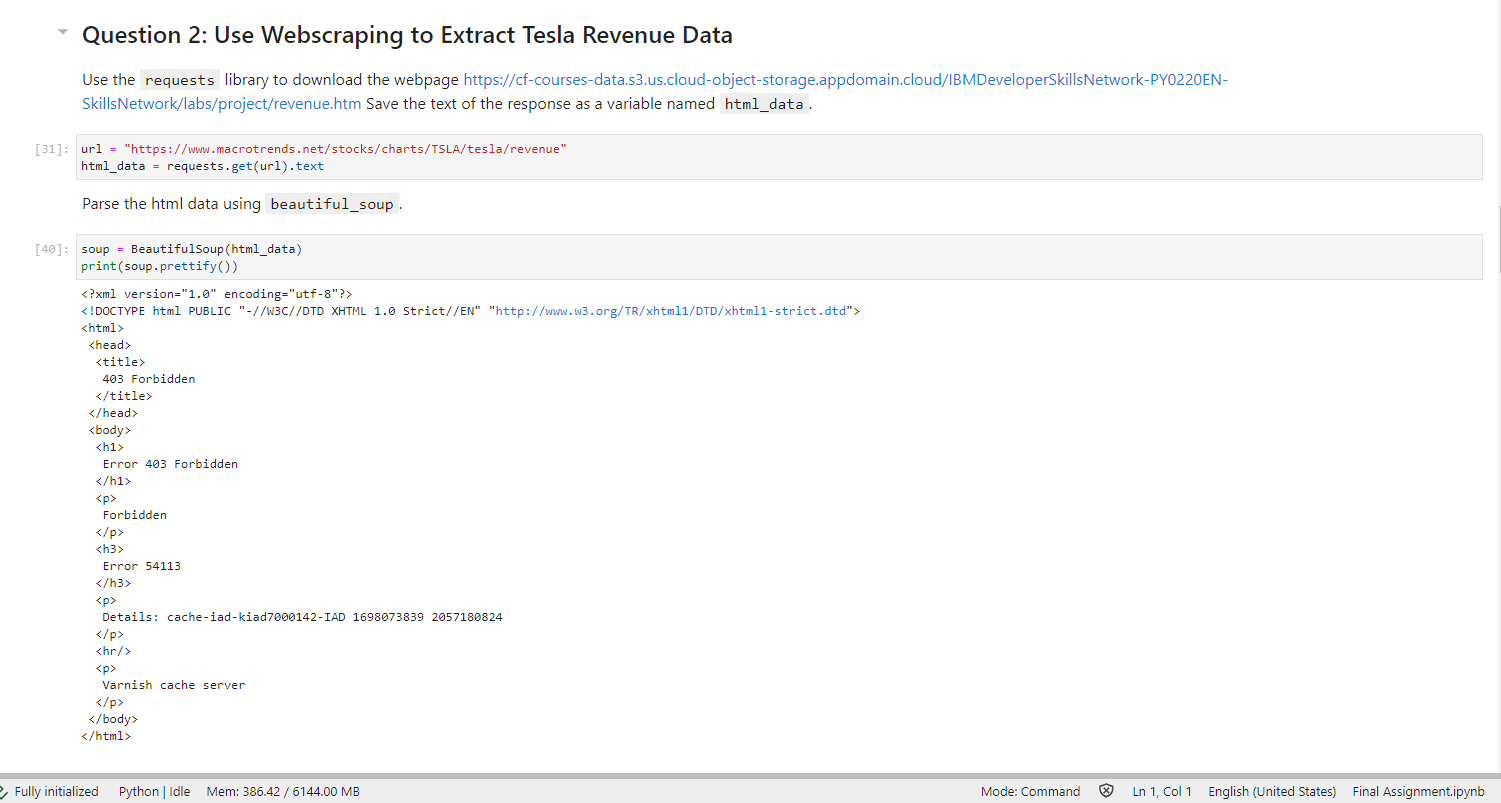 Question 2: Use Webscraping to Extract Tesla Revenue Data
Use the requests library to download the webpage https://cf-courses-data.s3.us.cloud-object-storage.appdomain.cloud/IBMDeveloperSkillsNetwork-PY0220EN-
SkillsNetwork/labs/project/revenue.htm Save the text of the response as a variable named html_data.
[31]: url = "https://www.macrotrends.net/stocks/charts/TSLA/tesla/revenue"
html_data = requests.get(url).text
Parse the html data using beautiful_soup.
[40]: soup = BeautifulSoup(html_data)
print(soup.prettify())
<?xml version="1.0" encoding="utf-8"?>
<!DOCTYPE html PUBLIC "-//W3C//DTD XHTML 1.0 Strict//EN" "http://www.w3.org/TR/xhtml1/DTD/xhtml1-strict.dtd">
<html>
<head>
<title>
403 Forbidden
</title>
</head>
<body>
<h1>
Error 403 Forbidden
</h1>
<p>
Forbidden
</p>
<h3>
Error 54113
</h3>
<p>
Details: cache-iad-kiad7000142-IAD 1698073839 2057180824
</p>
<hr/>
<p>
Varnish cache server
</p>
</body>
</html>
Fully initialized Python | Idle Mem: 386.42 / 6144.00 MB Mode: Command Ln 1, Col 1 English (United States) Final Assignment.ipynb